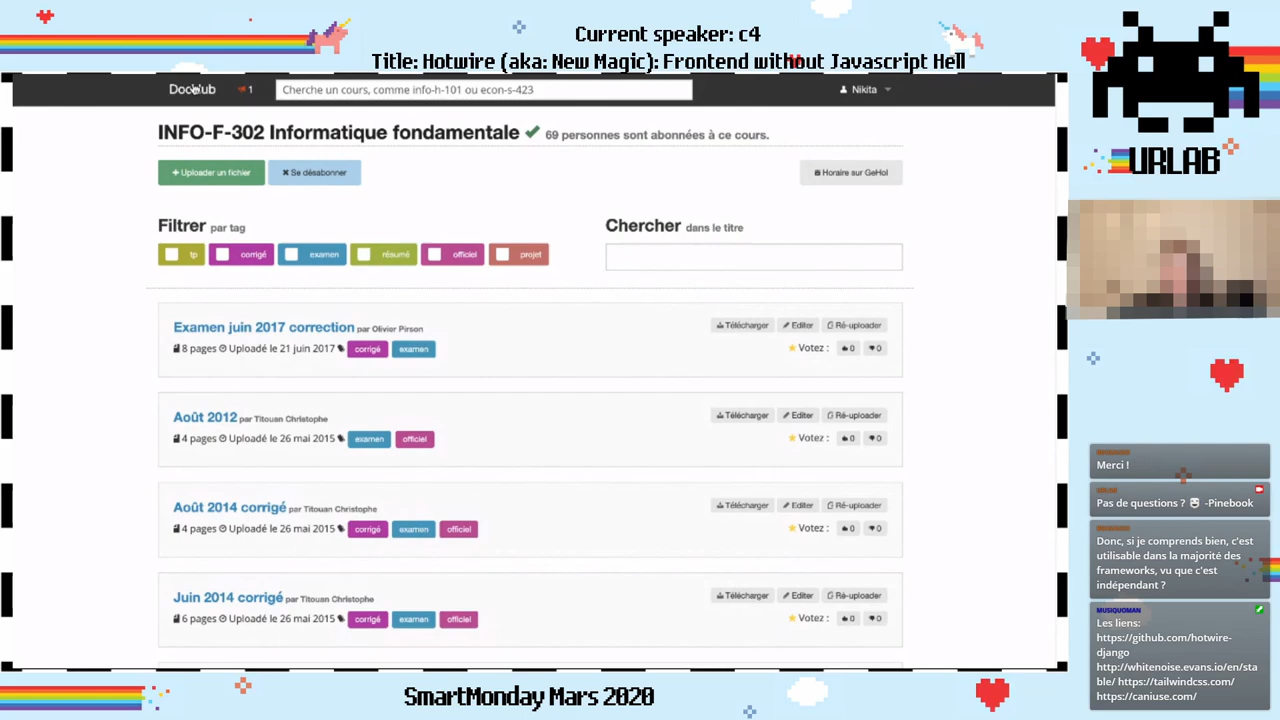 Current speaker: c4
Title: Hotwire (aka: New Magic): Frontend without Javascript Hell
DocHub 1 Cherche un cours, comme info-h-101 ou econ-s-423 Nikita
INFO-F-302 Informatique fondamentale 69 personnes sont abonnées à ce cours.
+ Uploader un fichier Se désabonner Horaire sur GeHol
Filtrer par tag Chercher dans le titre
tp corrigé examen résumé officiel projet
Examen juin 2017 correction par Olivier Pirson Télécharger Editer Ré-uploader
8 pages Uploadé le 21 juin 2017 corrigé examen Votez : 0 0
Août 2012 par Titouan Christophe Télécharger Editer Ré-uploader
4 pages Uploadé le 26 mai 2015 examen officiel Votez : 0 0
Août 2014 corrigé par Titouan Christophe Télécharger Editer Ré-uploader
4 pages Uploadé le 26 mai 2015 corrigé examen officiel Votez : 0 0
Juin 2014 corrigé par Titouan Christophe Télécharger Editer Ré-uploader
6 pages Uploadé le 26 mai 2015 corrigé examen officiel Votez : 0 0
URLAB
Merci !
URLAB
Pas de questions ? -Pinebook
Donc, si je comprends bien, c'est
utilisable dans la majorité des
frameworks, vu que c'est
indépendant ?
MUSIQUOMAN
Les liens:
https://github.com/hotwire-
django
http://whitenoise.evans.io/en/sta
ble/ https://tailwindcss.com/
https://caniuse.com/
SmartMonday Mars 2020